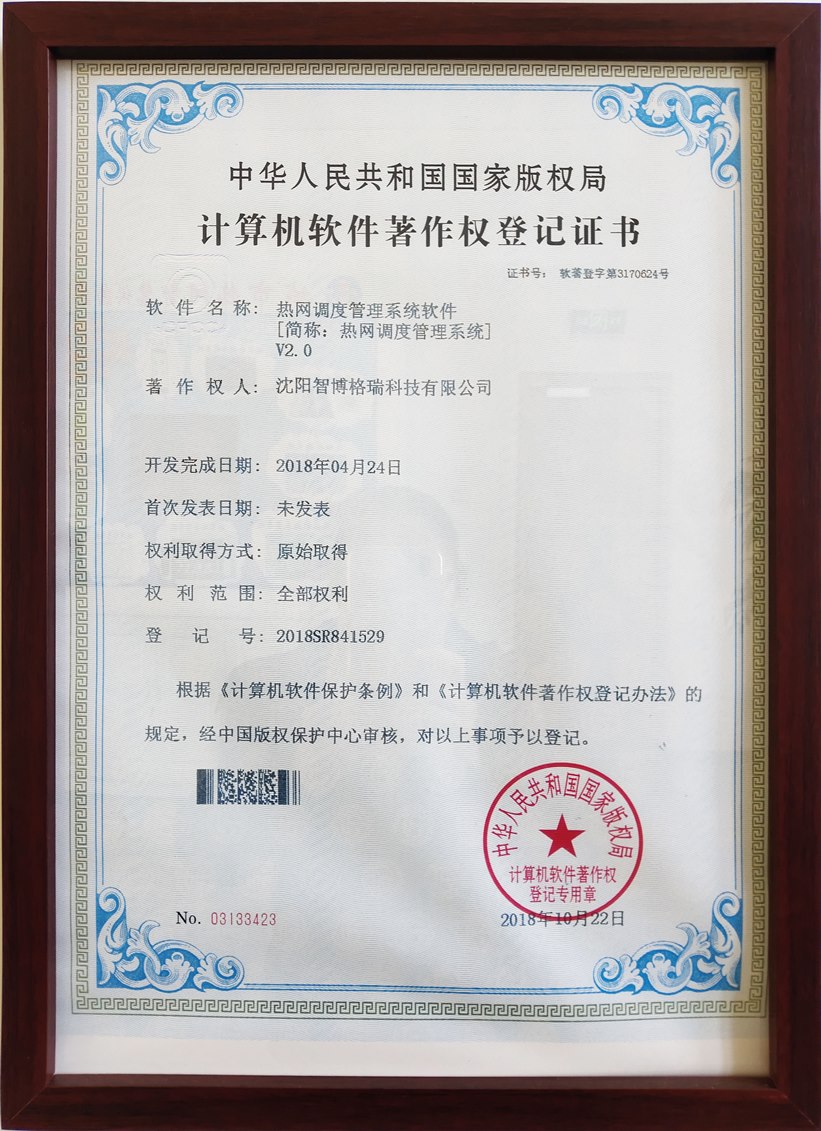 中华人民共和国国家版权局
计算机软件著作权登记证书
证书号： 软著登字第3170624号
软件名称： 热网调度管理系统软件
[简称：热网调度管理系统]
V2.0
著作权人： 沈阳智博格瑞科技有限公司
开发完成日期： 2018年04月24日
首次发表日期： 未发表
权利取得方式： 原始取得
权利范围： 全部权利
登记号： 2018SR841529
根据《计算机软件保护条例》和《计算机软件著作权登记办法》的
规定，经中国版权保护中心审核，对以上事项予以登记。
中华人民共和国国家版权局
计算机软件著作权
登记专用章
No. 03133423
2018年10月22日